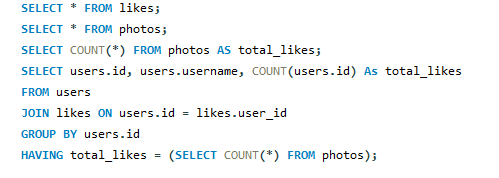 SELECT * FROM likes;
SELECT * FROM photos;
SELECT COUNT(*) FROM photos AS total_likes;
SELECT users.id, users.username, COUNT(users.id) As total_likes
FROM users
JOIN likes ON users.id = likes.user_id
GROUP BY users.id
HAVING total_likes = (SELECT COUNT(*) FROM photos);